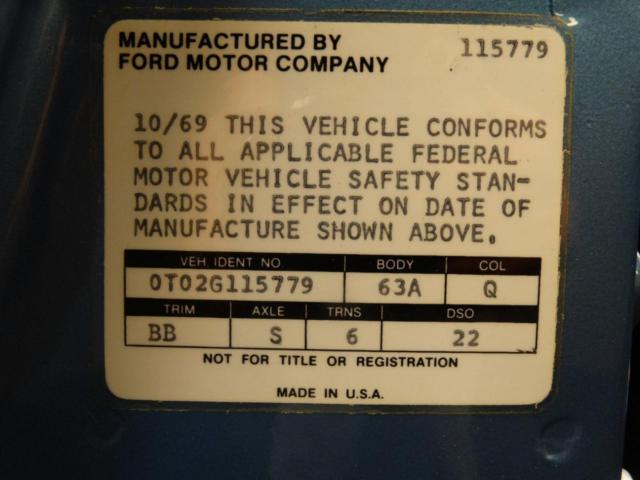 MANUFACTURED BY 115779
FORD MOTOR COMPANY
10/69 THIS VEHICLE CONFORMS
TO ALL APPLICABLE FEDERAL
MOTOR VEHICLE SAFETY STAN-
DARDS IN EFFECT ON DATE OF
MANUFACTURE SHOWN ABOVE.
VEH IDENT NO BODY COL
0T02G115779 63A Q
TRIM AXLE TRNS DSO
BB S 6 22
NOT FOR TITLE OR REGISTRATION
MADE IN U.S.A.